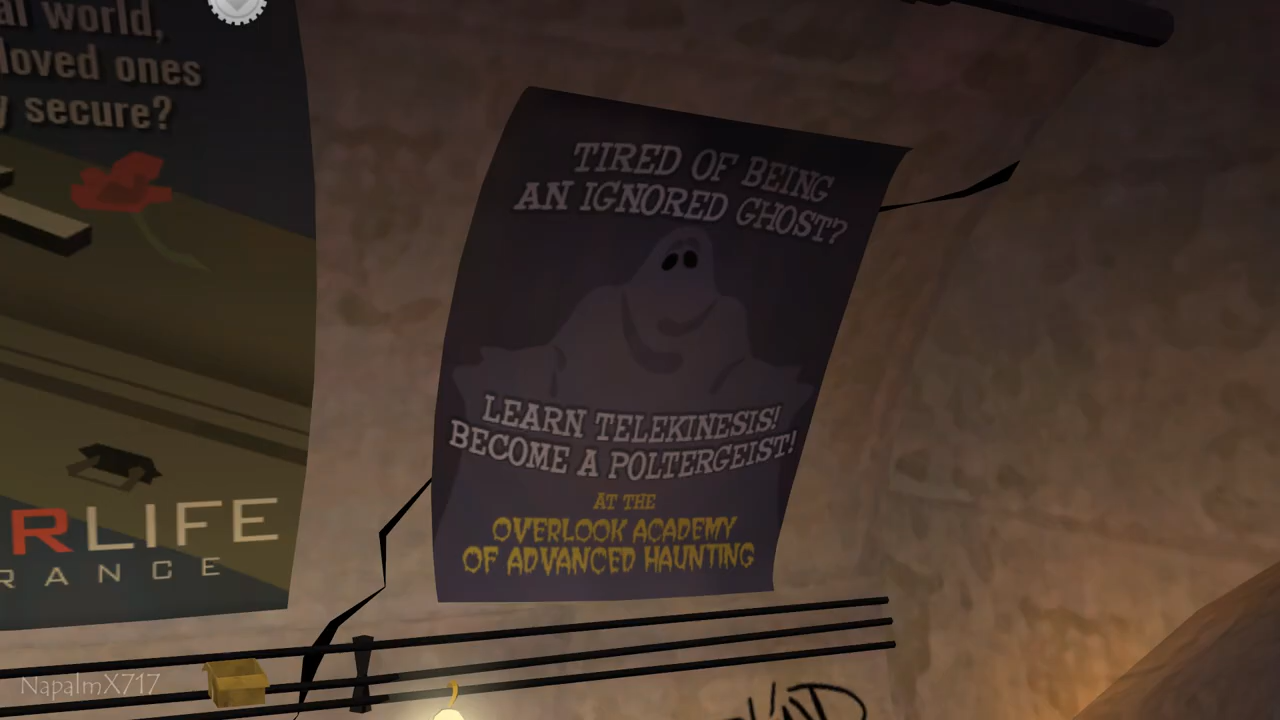 al world,
loved ones
y secure?
TIRED OF BEING
AN IGNORED GHOST?
LEARN TELEKINESIS!
BECOME A POLTERGEIST!
AT THE
OVERLOOK ACADEMY
OF ADVANCED HAUNTING
RLIFE
RANCE
NapalmX717